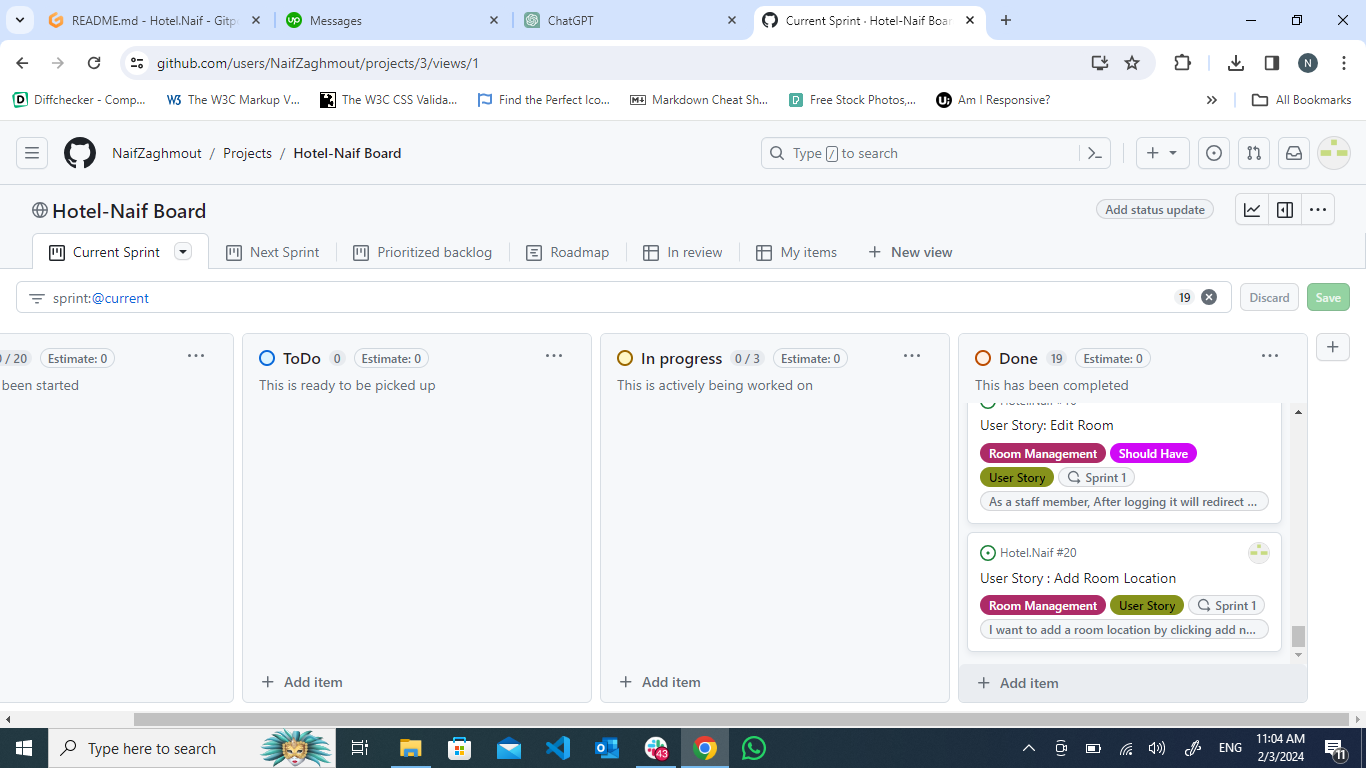 README.md - Hotel.Naif - Gitp
Messages
ChatGPT
Current Sprint · Hotel-Naif Boar
github.com/users/NaifZaghmout/projects/3/views/1
N
Diffchecker - Comp...
The W3C Markup V...
The W3C CSS Valida...
Find the Perfect Ico...
Markdown Cheat Sh...
Free Stock Photos,...
Am I Responsive?
All Bookmarks
NaifZaghmout / Projects / Hotel-Naif Board
Type / to search
Hotel-Naif Board
Add status update
Current Sprint
Next Sprint
Prioritized backlog
Roadmap
In review
My items
New view
sprint:@current
19
Discard
Save
/ 20
Estimate: 0
been started
ToDo 0 Estimate: 0
This is ready to be picked up
Add item
In progress 0 / 3 Estimate: 0
This is actively being worked on
Add item
Done 19 Estimate: 0
This has been completed
User Story: Edit Room
Room Management Should Have
User Story Sprint 1
As a staff member, After logging it will redirect ...
Hotel.Naif #20
User Story : Add Room Location
Room Management User Story Sprint 1
I want to add a room location by clicking add n...
Add item
Type here to search
43
ENG
11:04 AM
2/3/2024
11